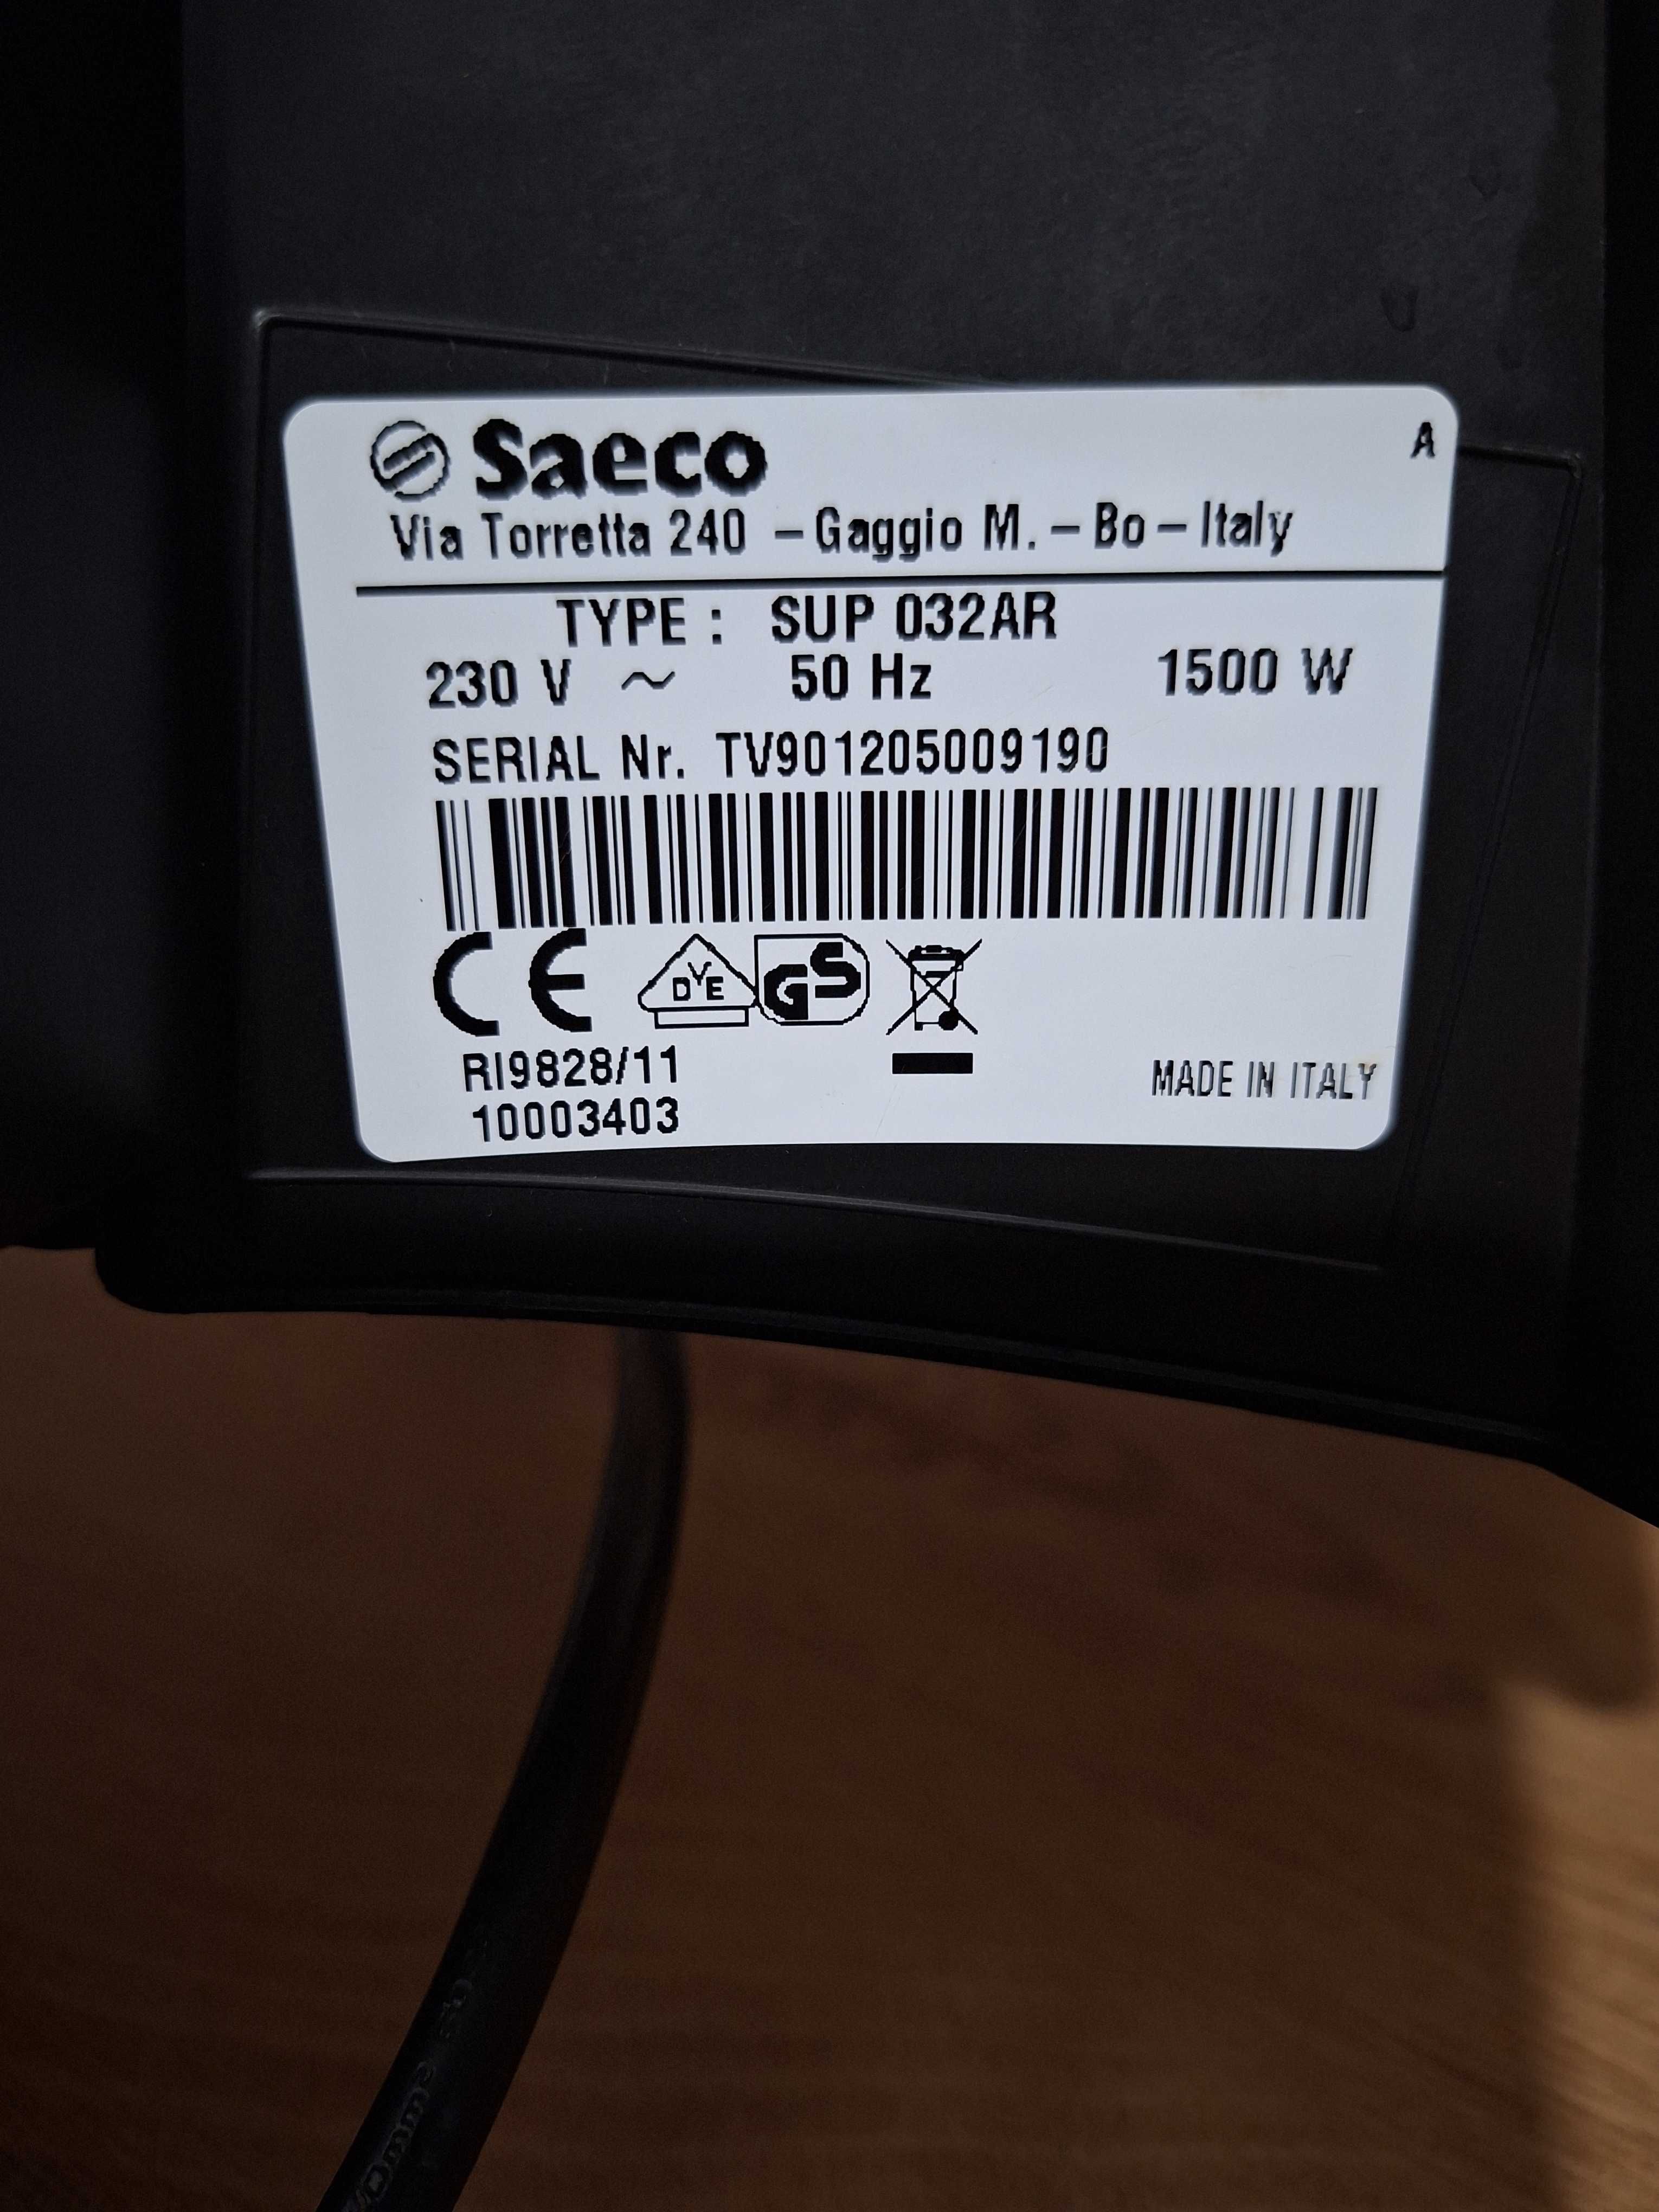 Saeco
A
Via Torretta 240 – Gaggio M. – Bo – Italy
TYPE : SUP 032AR
230 V ~ 50 Hz 1500 W
SERIAL Nr. TV901205009190
CE DVE GS
RI9828/11
10003403
MADE IN ITALY